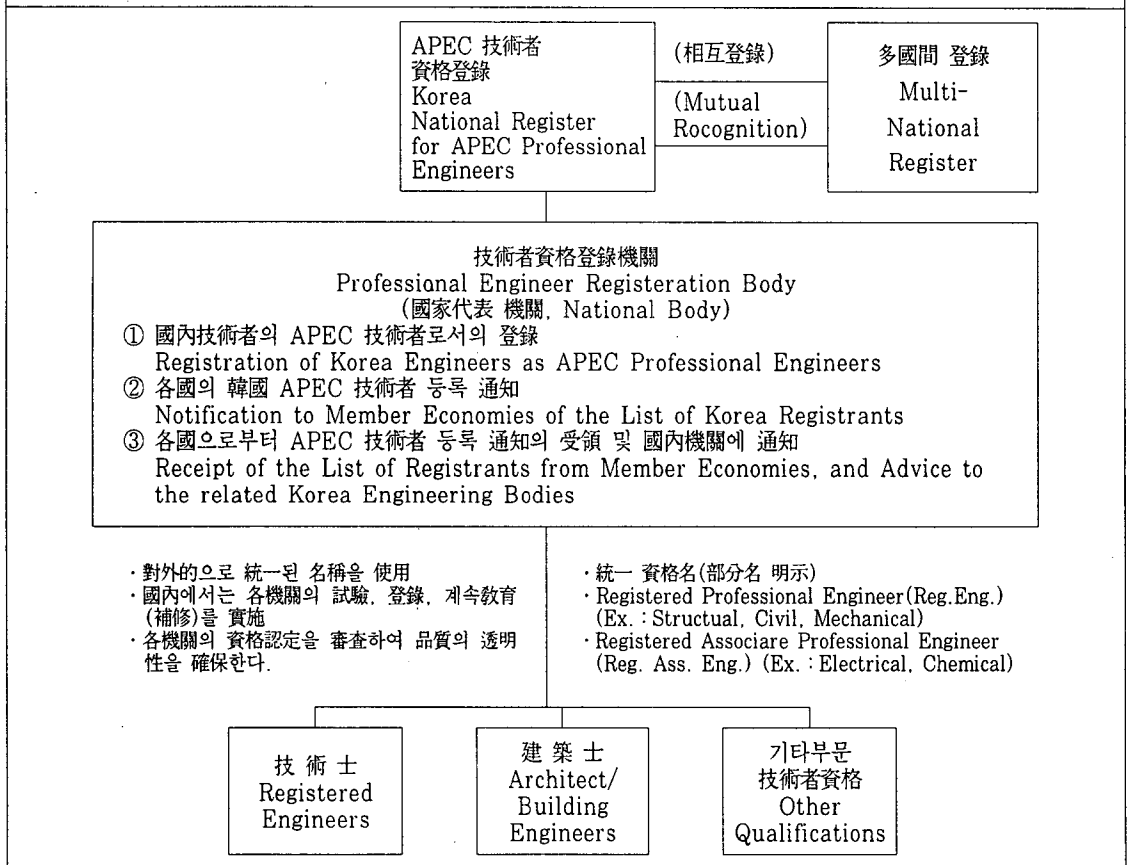 APEC 技術者
資格登錄
Korea
National Register
for APEC Professional
Engineers
(相互登錄)
(Mutual
Rocognition)
多國間 登錄
Multi-
National
Register
技術者資格登錄機關
Professional Engineer Registeration Body
(國家代表 機關, National Body)
① 國內技術者의 APEC 技術者로서의 登錄
Registration of Korea Engineers as APEC Professional Engineers
② 各國의 韓國 APEC 技術者 등록 通知
Notification to Member Economies of the List of Korea Registrants
③ 各國으로부터 APEC 技術者 등록 通知의 受領 및 國內機關에 通知
Receipt of the List of Registrants from Member Economies, and Advice to
the related Korea Engineering Bodies
· 對外的으로 統一된 名稱을 使用
· 國內에서는 各機關의 試驗, 登錄, 계속敎育
(補修)를 實施
· 各機關의 資格認定을 審査하여 品質의 透明
性을 確保한다.
· 統一 資格名(部分名 明示)
· Registered Professional Engineer(Reg.Eng.)
(Ex. : Structual, Civil, Mechanical)
· Registered Associare Professional Engineer
(Reg. Ass. Eng.) (Ex. : Electrical, Chemical)
技 術 士
Registered
Engineers
建 築 士
Architect/
Building
Engineers
기타부문
技術者資格
Other
Qualifications